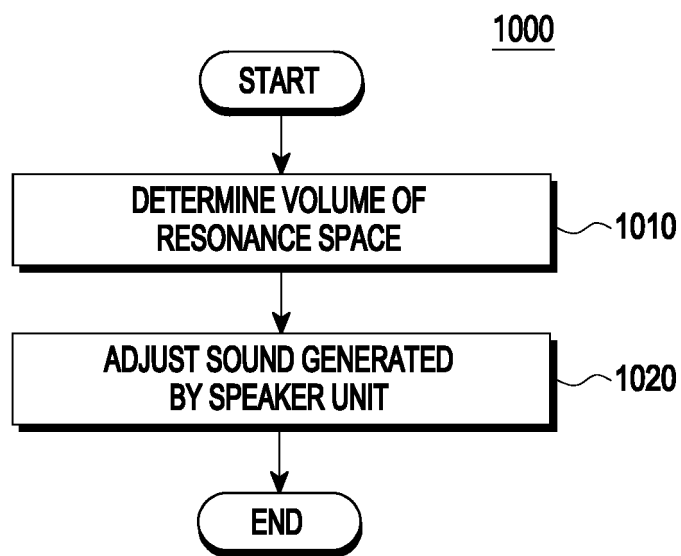 1000
START
DETERMINE VOLUME OF
RESONANCE SPACE
1010
ADJUST SOUND GENERATED
BY SPEAKER UNIT
1020
END